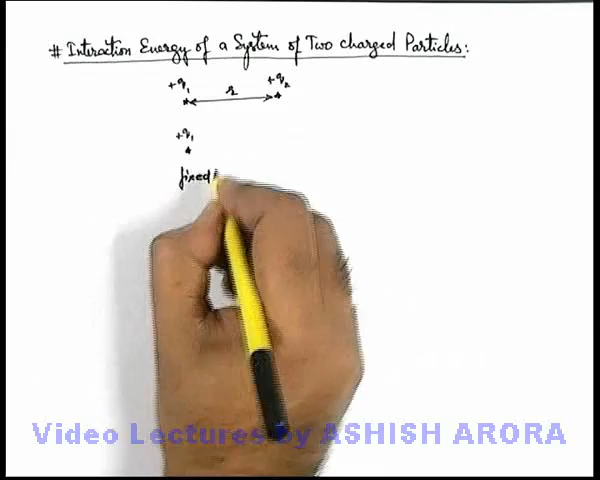 # Interaction Energy of a System of Two Charged Particles:
+q₁ r +q₂
+q₁
fixed
Video Lectures by ASHISH ARORA